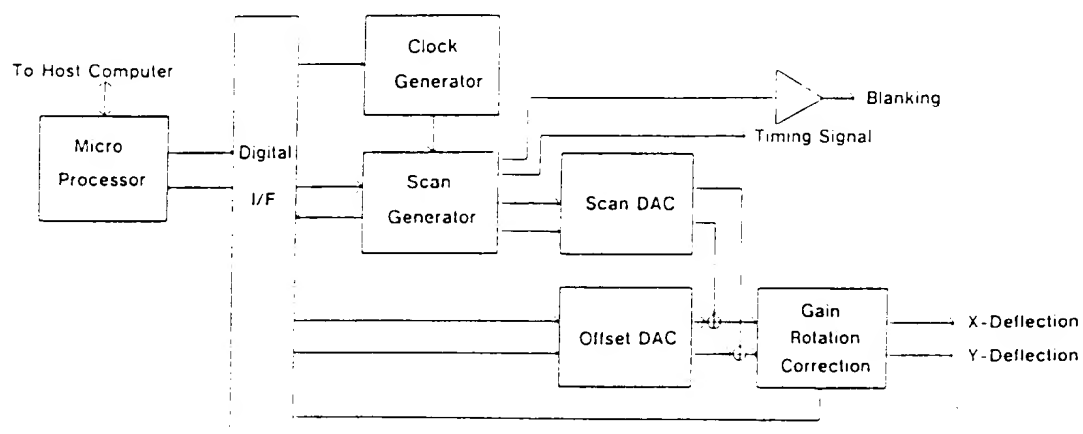 To Host Computer
Micro
Processor
Digital
I/F
Clock
Generator
Scan
Generator
Blanking
Timing Signal
Scan DAC
Offset DAC
Gain
Rotation
Correction
X-Deflection
Y-Deflection